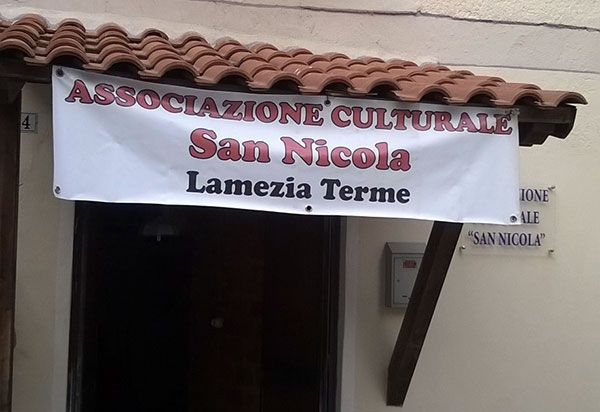 ASSOCIAZIONE CULTURALE
San Nicola
Lamezia Terme
4
"SAN NICOLA"